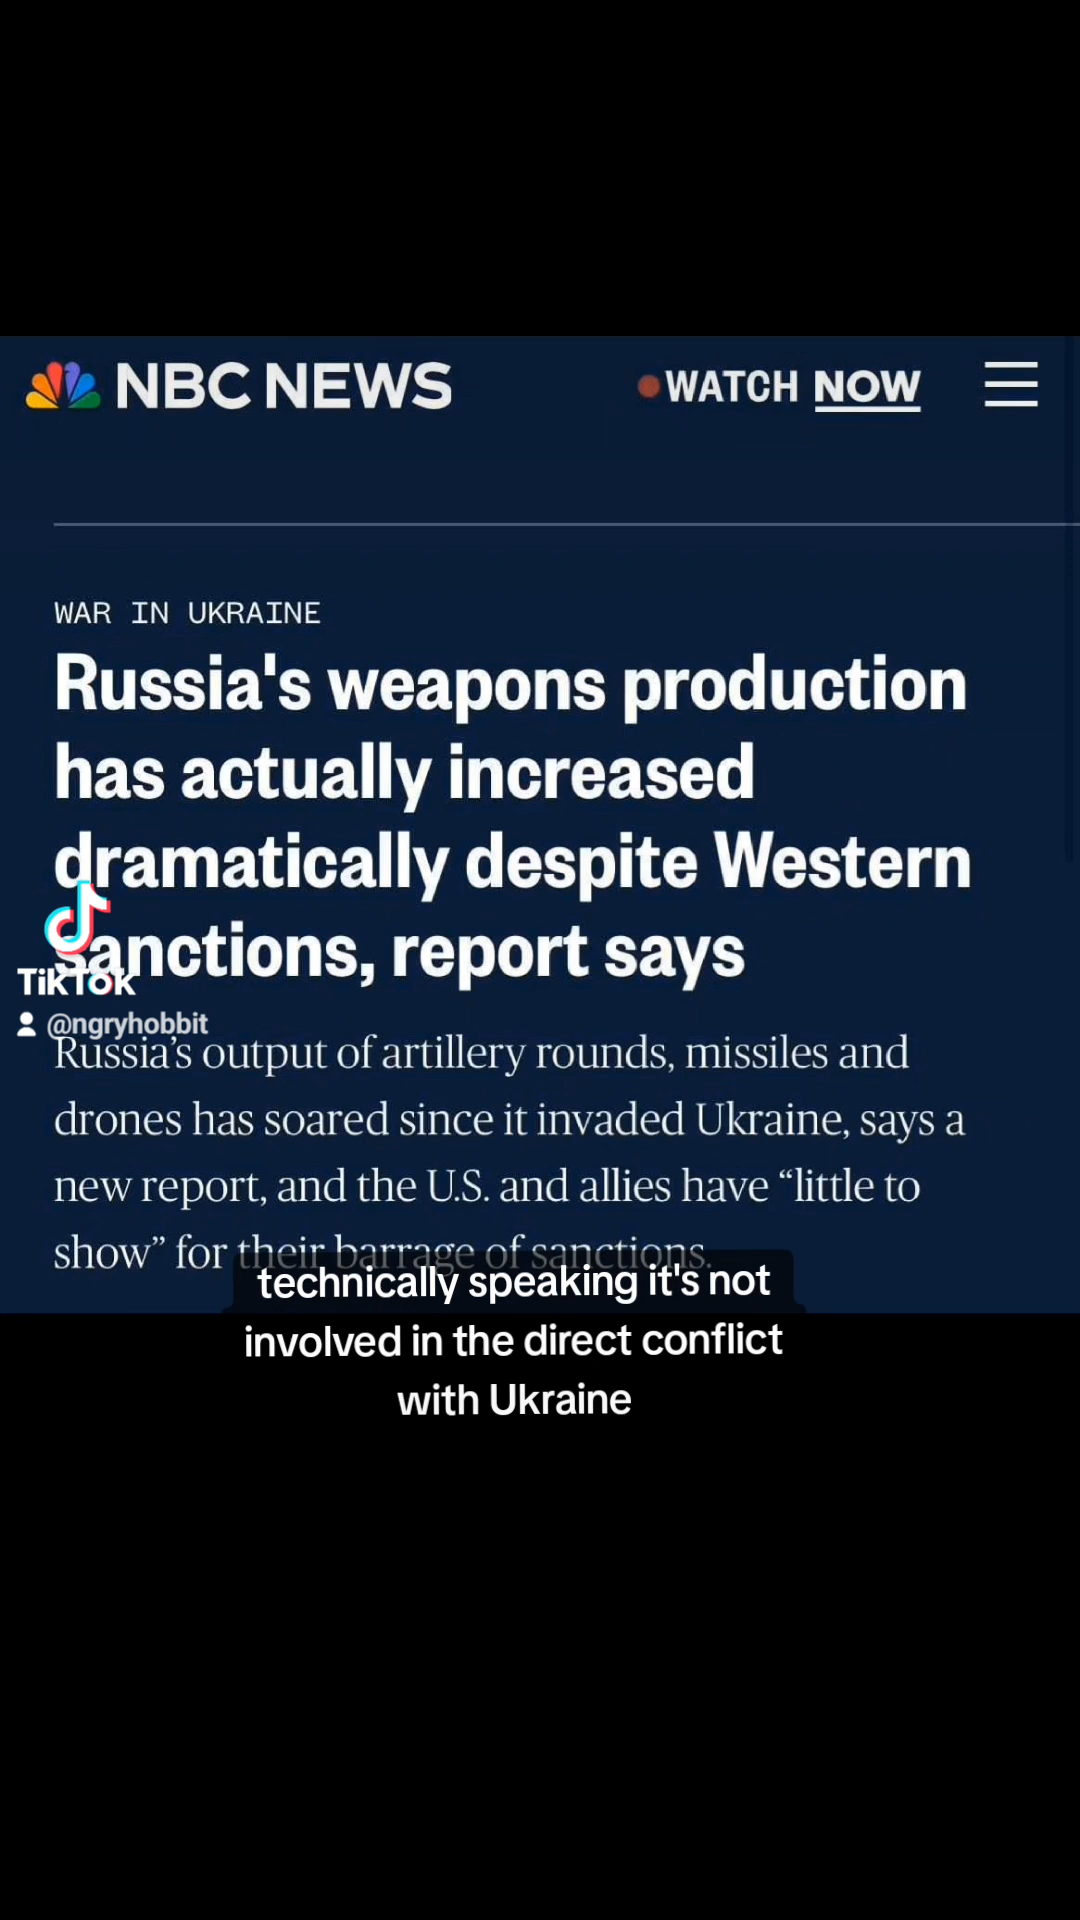 NBC NEWS
WATCH NOW
WAR IN UKRAINE
Russia's weapons production
has actually increased
dramatically despite Western
sanctions, report says
TikTok
@ngryhobbit
Russia’s output of artillery rounds, missiles and
drones has soared since it invaded Ukraine, says a
new report, and the U.S. and allies have “little to
show” for their barrage of sanctions.
technically speaking it's not
involved in the direct conflict
with Ukraine